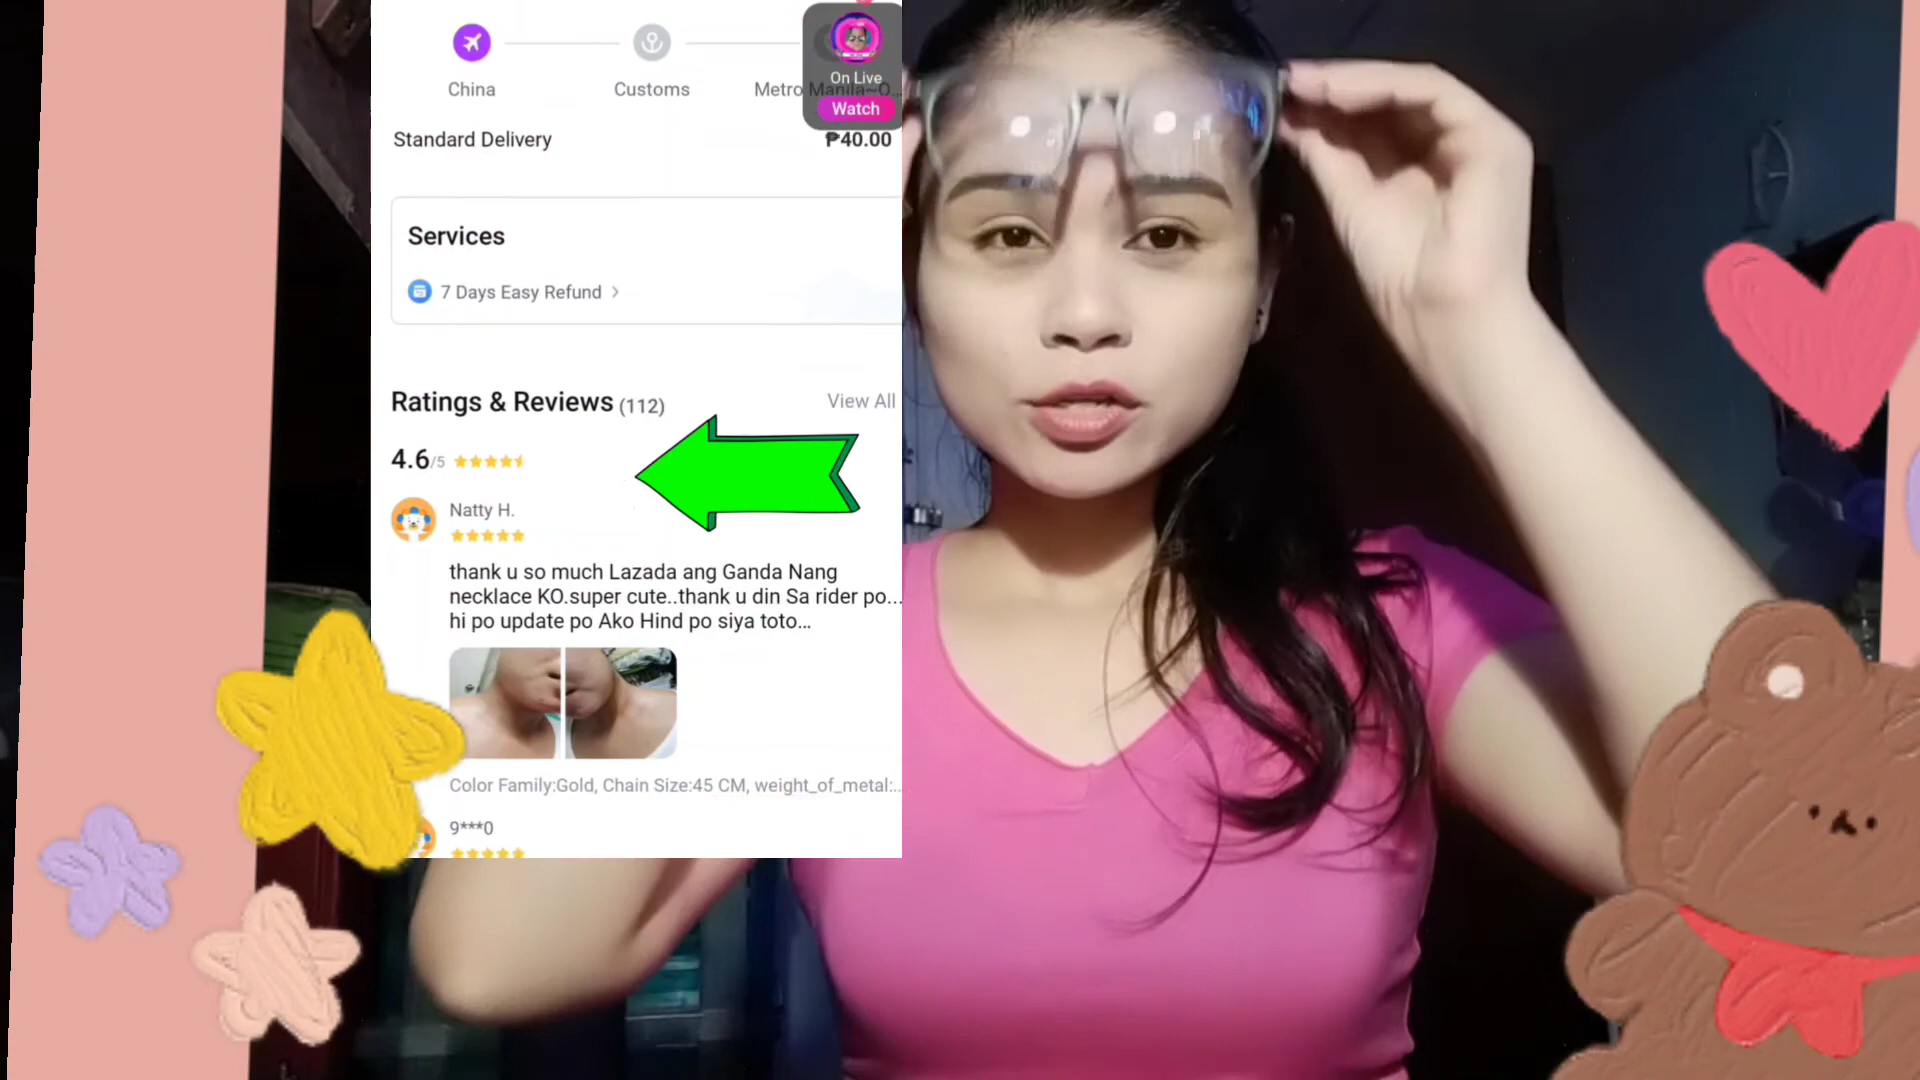 On Live
Watch
China
Customs
Metro Manila~O...
Standard Delivery
₱40.00
Services
7 Days Easy Refund
Ratings & Reviews (112)
View All
4.6/5
Natty H.
thank u so much Lazada ang Ganda Nang
necklace KO.super cute..thank u din Sa rider po...
hi po update po Ako Hind po siya toto...
Color Family:Gold, Chain Size:45 CM, weight_of_metal:...
9***0